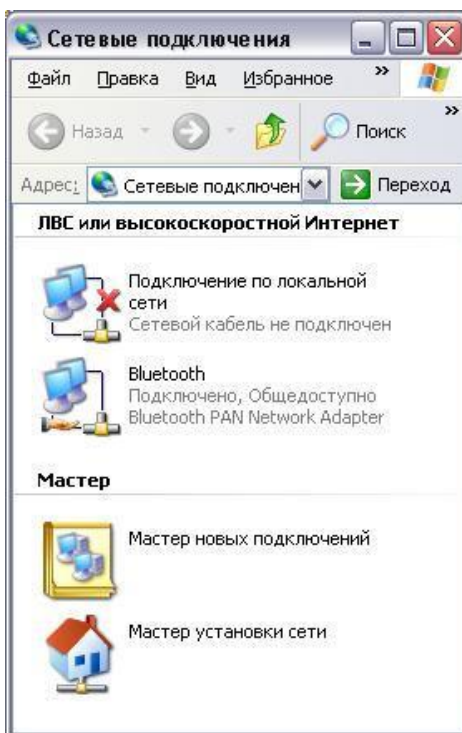 Сетевые подключения
Файл Правка Вид Избранное »
Назад Поиск »
Адрес: Сетевые подключен Переход
ЛВС или высокоскоростной Интернет
Подключение по локальной
сети
Сетевой кабель не подключен
Bluetooth
Подключено, Общедоступно
Bluetooth PAN Network Adapter
Мастер
Мастер новых подключений
Мастер установки сети